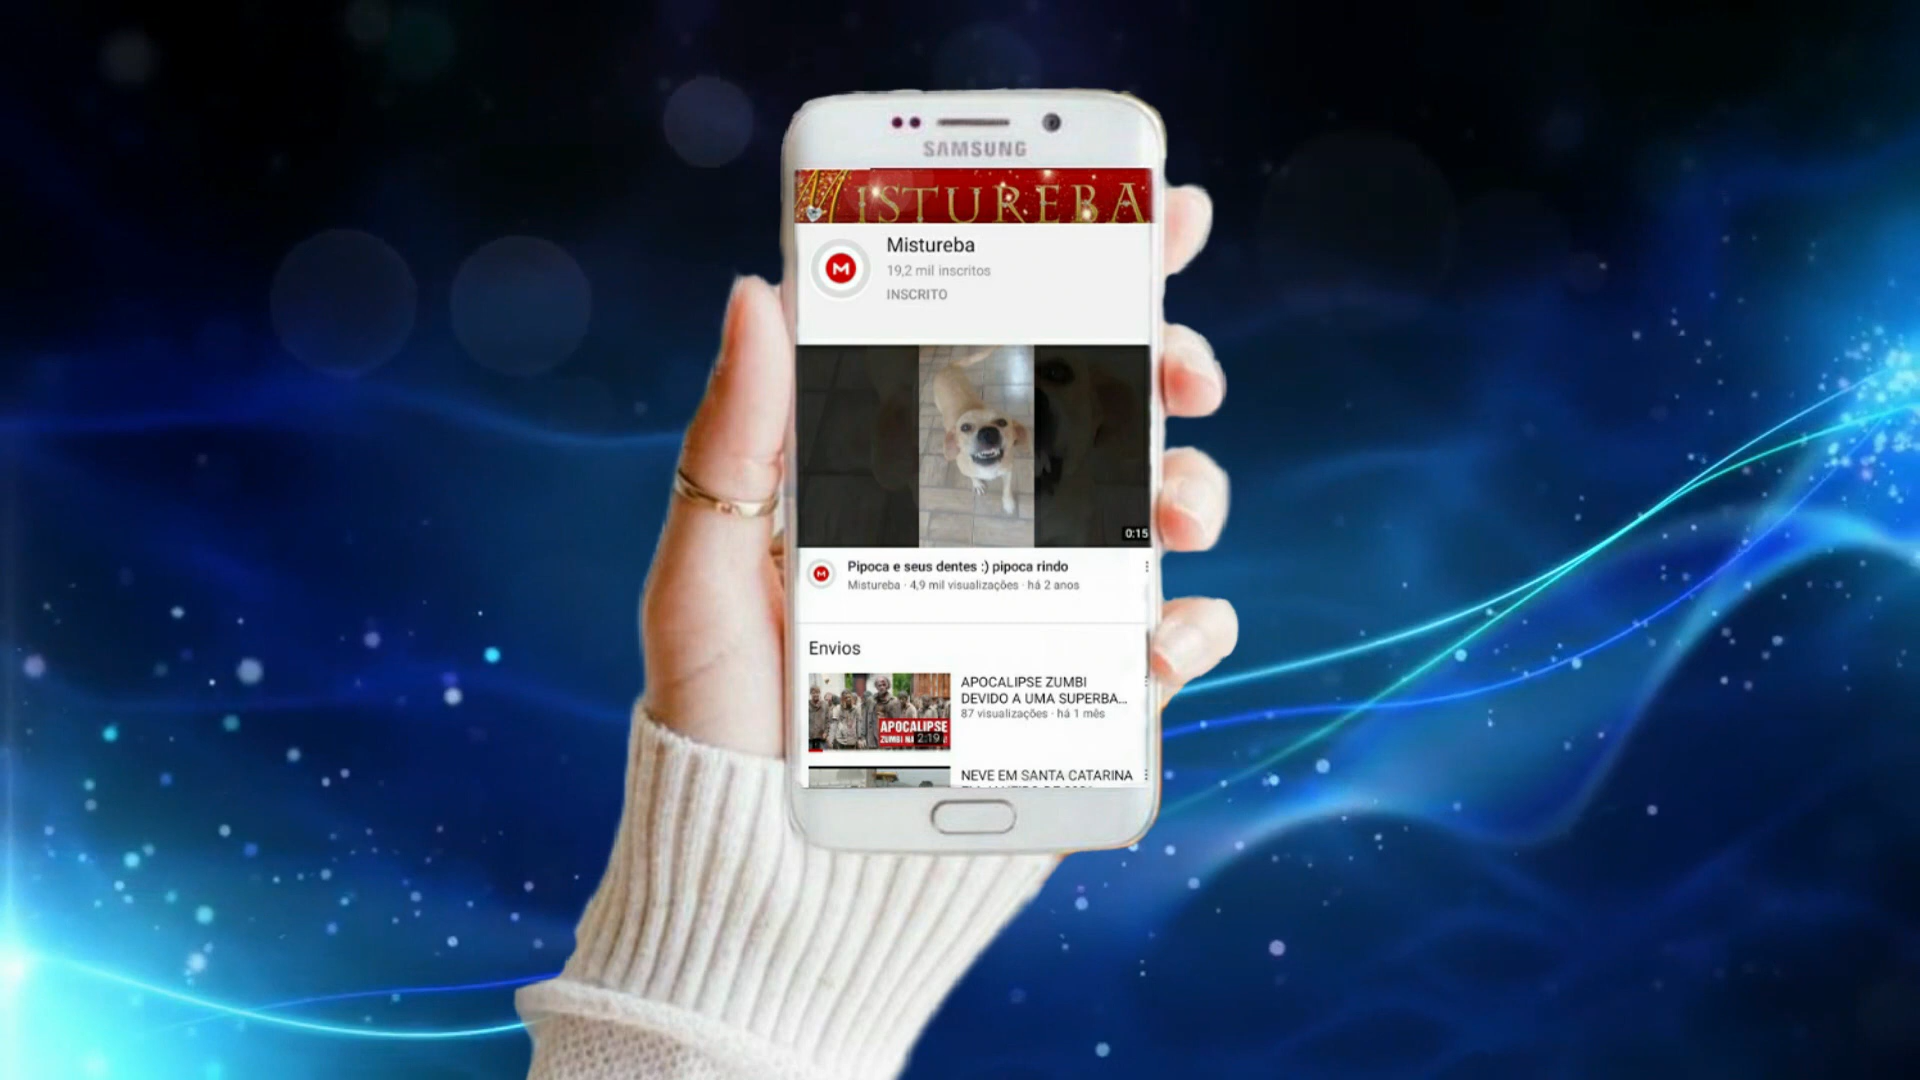 SAMSUNG
MISTUREBA
Mistureba
M
19,2 mil inscritos
INSCRITO
0:15
Pipoca e seus dentes :) pipoca rindo
M
Mistureba · 4,9 mil visualizações · há 2 anos
Envios
APOCALIPSE ZUMBI
DEVIDO A UMA SUPERBA...
87 visualizações · há 1 mês
APOCALIPSE
ZUMBI
2:19
NEVE EM SANTA CATARINA